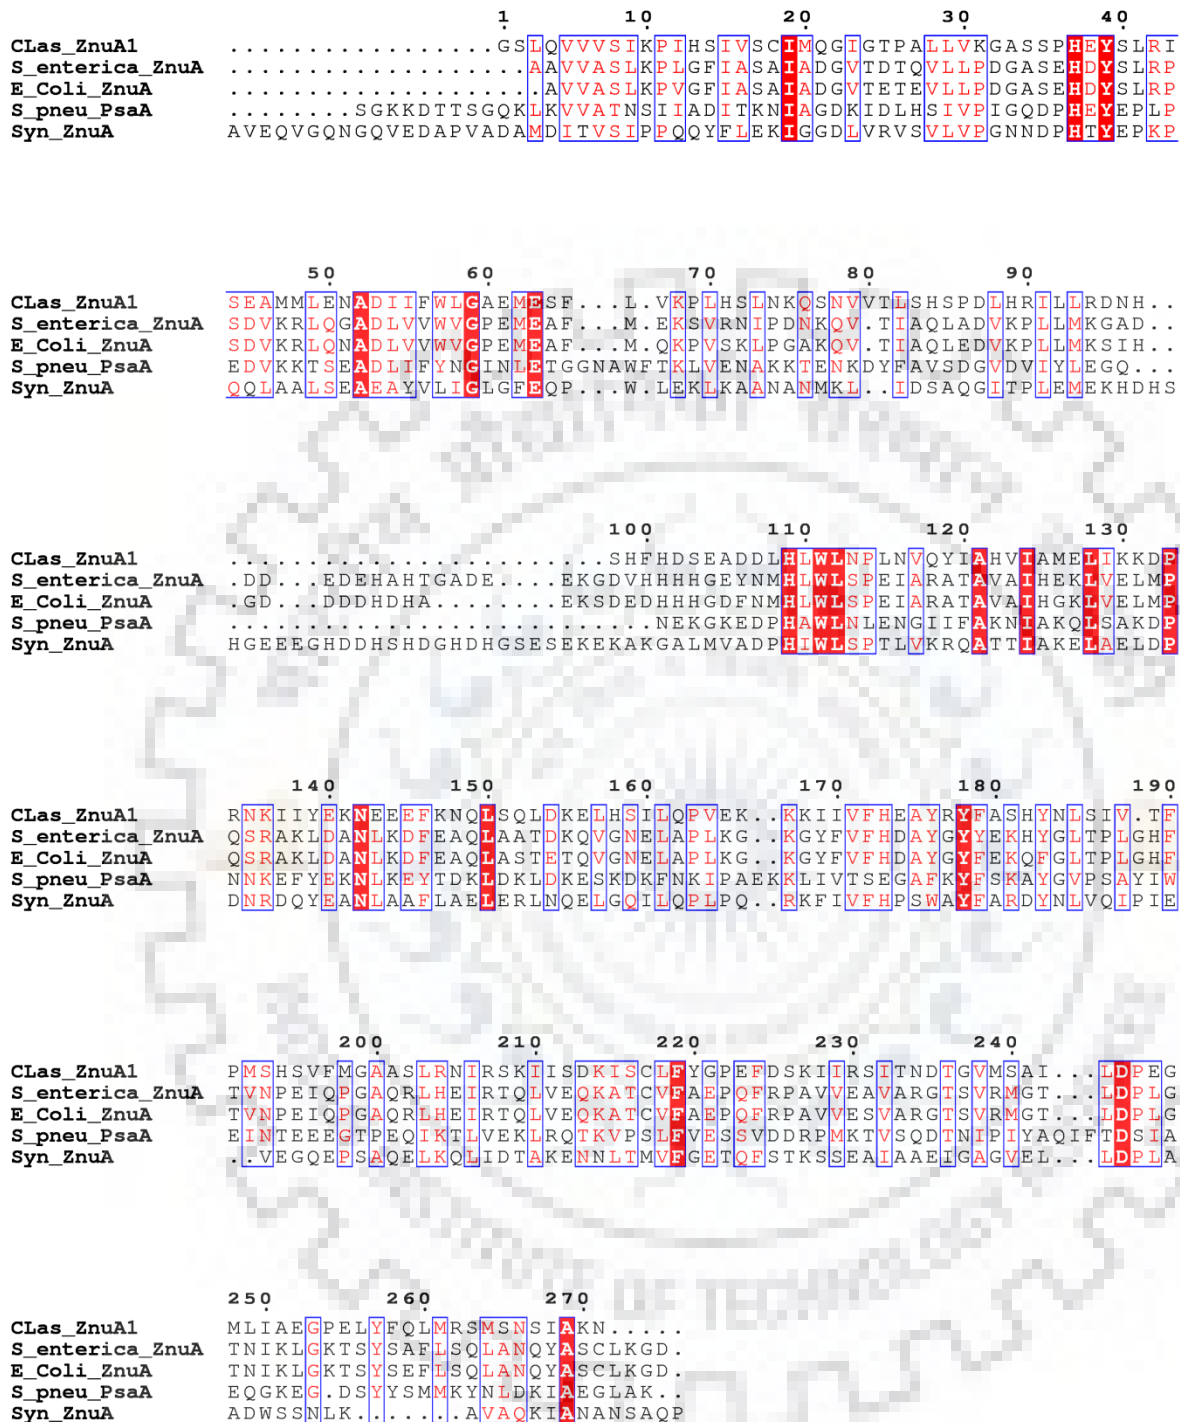 1 10 20 30 40
CLas_ZnuA1 .................GSLQVVVSIKPIHSIVSCIMQGIGTPALLVKGASSPHEYSLRI
S_enterica_ZnuA ...................AAVVASLKPLGFIASAIADGVTDTQVLLPDGASEHDYSLRP
E_Coli_ZnuA ...................AVVASLKPVGFIASAIADGVTETEVLLPDGASEHDYSLRP
S_pneu_PsaA ........SGKKDTTSGQKLKVVATNSIIADITKNIAGDKIDLHSIVPIGQDPHEYEPLP
Syn_ZnuA AVEQVGQNGQVEDAPVADAMDITVSIPPQQYFLEKIGGDLVRVSVLVPGNNDPHTYEPKP
50 60 70 80 90
CLas_ZnuA1 SEAMMLENADIIFWLGAEMESF...L.VKPLHSLNKQSNVVTLSHSPDLHRILLRDNH..
S_enterica_ZnuA SDVKRLQGADLVVWVGPEMEAF...M.EKSVRNIPDNKQV.TIAQLADVKPLLMKGAD..
E_Coli_ZnuA SDVKRLQNADLVVWVGPEMEAF...M.QKPVSKLPGAKQV.TIAQLEDVKPLLMKSIH..
S_pneu_PsaA EDVKKTSEADLIFYNGINLETGGNAWFTKLVENAKKTENKDYFAVSDGVDVIYLEGQ...
Syn_ZnuA QQLAALSEAEAYVLIGLGFEQP...W.LEKLKAANANMKL..IDSAQGITPLEMEKHDHS
100 110 120 130
CLas_ZnuA1 ........................SHFHDSEADDLHLWLNPLNVQYIAHVIAMELIKKDP
S_enterica_ZnuA .DD...EDEHAHTGADE....EKGDVHHHHGEYNMHLWLSPEIARATAVAIHEKLVELMP
E_Coli_ZnuA .GD...DDDHDHA........EKSDEDHHHGDFNMHLWLSPEIARATAVAIHGKLVELMP
S_pneu_PsaA ...........................NEKGKEDPHAWLNLENGIIFAKNIAKQLSAKDP
Syn_ZnuA HGEEEGHDDHSHDGHDHGSESEKEKAKGALMVADPHIWLSPTLVKRQATTIAKELAELDP
140 150 160 170 180 190
CLas_ZnuA1 RNKIIYEKNEEEFKNQLSQLDKELHSILQPVEK..KKIIVFHEAYRYFASHYNLSIV.TF
S_enterica_ZnuA QSRAKLDANLKDFEAQLAATDKQVGNELAPLKG..KGYFVFHDAYGYYEKHYGLTPLGHF
E_Coli_ZnuA QSRAKLDANLKDFEAQLASTETQVGNELAPLKG..KGYFVFHDAYGYFEKQFGLTPLGHF
S_pneu_PsaA NNKEFYEKNLKEYTDKLDKLDKESKDKFNKIPAEKKLIVTSEGAFKYFSKAYGVPSAYIW
Syn_ZnuA DNRDQYEANLAAFLAELERLNQELGQILQPLPQ..RKFIVFHPSWAYFARDYNLVQIPIE
200 210 220 230 240
CLas_ZnuA1 PMSHSVFMGAASLRNIRSKIISDKISCLFYGPEFDSKIIRSITNDTGVMSAI...LDPEG
S_enterica_ZnuA TVNPEIQPGAQRLHEIRTQLVEQKATCVFAEPQFRPAVVEAVARGTSVRMGT...LDPLG
E_Coli_ZnuA TVNPEIQPGAQRLHEIRTQLVEQKATCVFAEPQFRPAVVESVARGTSVRMGT...LDPLG
S_pneu_PsaA EINTEEEGTPEQIKTLVEKLRQTKVPSLFVESSVDDRPMKTVSQDTNIPIYAQIFTDSIA
Syn_ZnuA ..VEGQEPSAQELKQLIDTAKENNLTMVFGETQFSTKSSEAIAAEIGAGVEL...LDPLA
250 260 270
CLas_ZnuA1 MLIAEGPELYFQLMRSMSNSIAKN.....
S_enterica_ZnuA TNIKLGKTSYSAFLSQLANQYASCLKGD.
E_Coli_ZnuA TNIKLGKTSYSEFLSQLANQYASCLKGD.
S_pneu_PsaA EQGKEG.DSYYSMMKYNLDKIAEGLAK..
Syn_ZnuA ADWSSNLK......AVAQKIANANSAQP